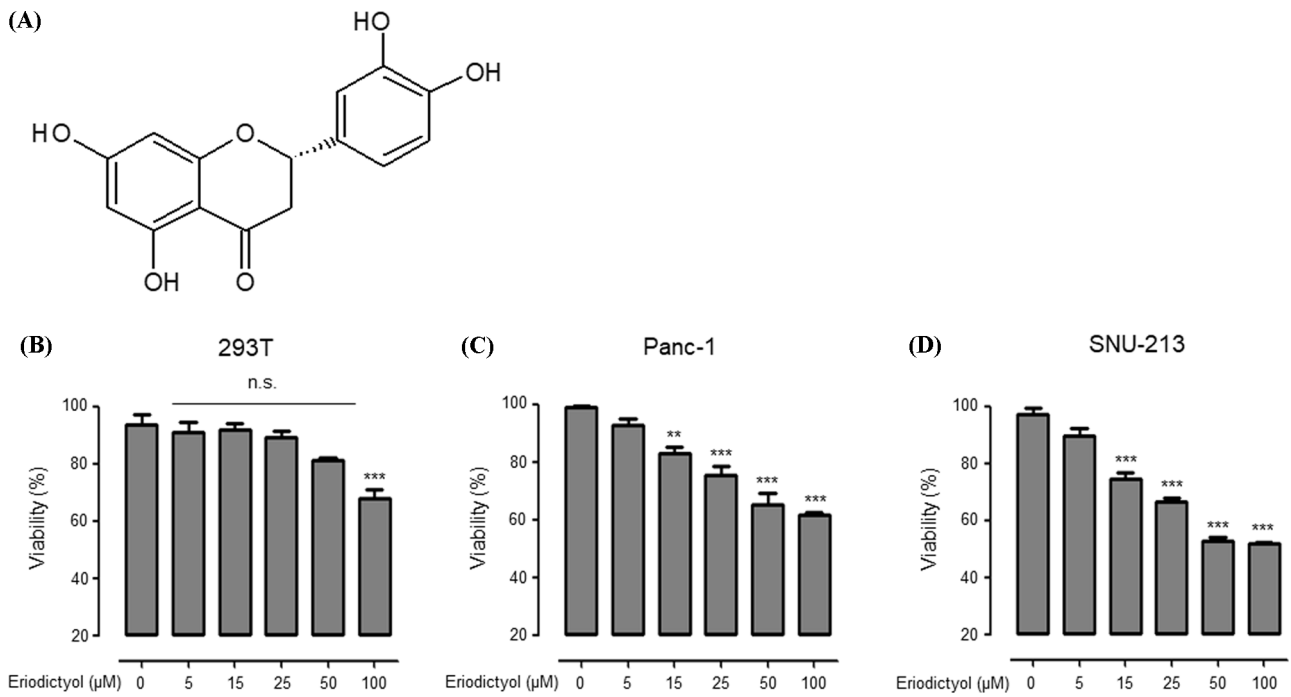 (A)
HO
OH
HO
O
OH
O
(B)
293T
n.s.
***
Viability (%)
100
80
60
40
20
Eriodictyol (µM) 0 5 15 25 50 100
(C)
Panc-1
**
***
***
***
Viability (%)
100
80
60
40
20
Eriodictyol (µM) 0 5 15 25 50 100
(D)
SNU-213
***
***
***
***
Viability (%)
100
80
60
40
20
Eriodictyol (µM) 0 5 15 25 50 100